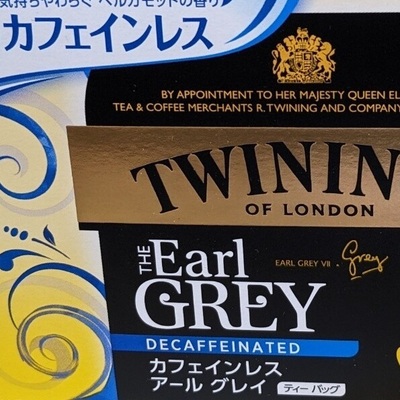 気持ちやわらぐ ベルガモットの香り
カフェインレス
BY APPOINTMENT TO HER MAJESTY QUEEN EL
TEA & COFFEE MERCHANTS R. TWINING AND COMPANY
TWININ
OF LONDON
THE Earl
GREY
EARL GREY VII
Grey
DECAFFEINATED
カフェインレス
アール グレイ ティーバッグ